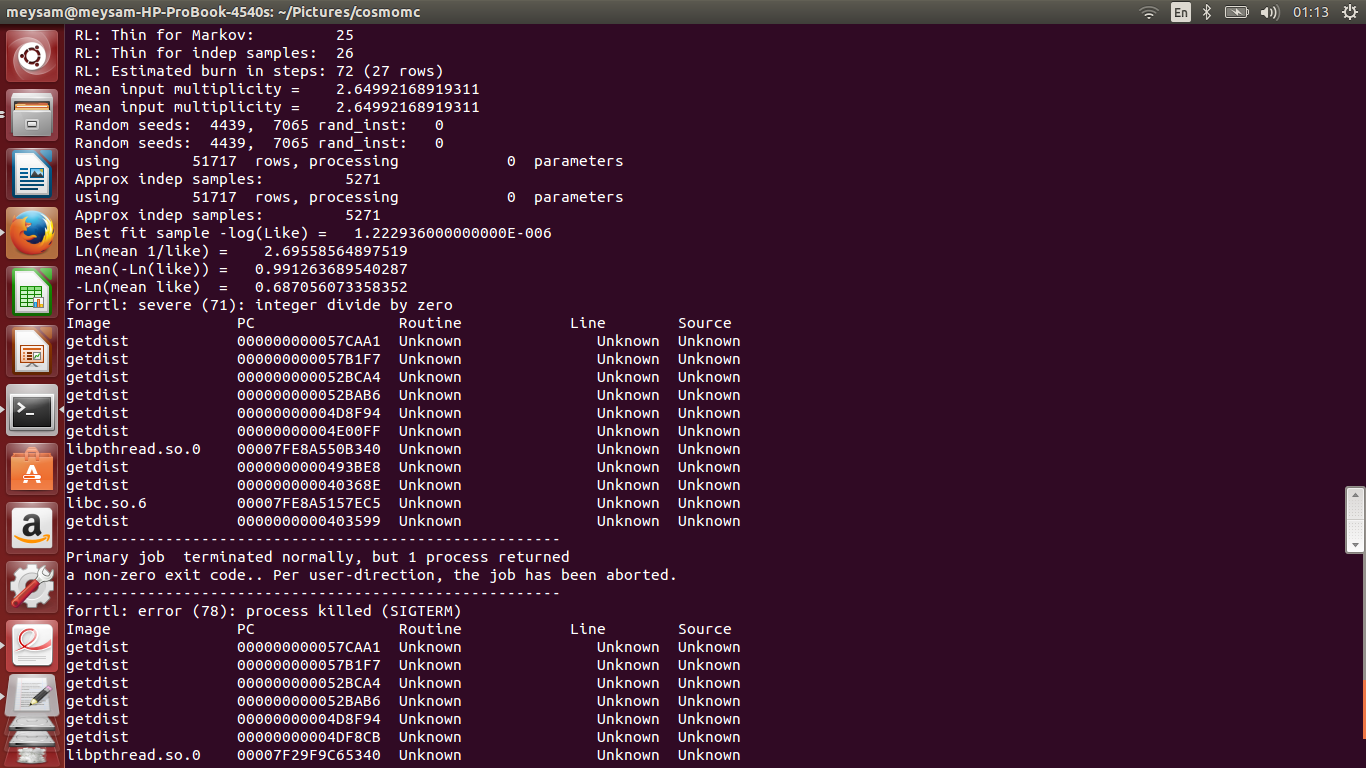 meysam@meysam-HP-ProBook-4540s: ~/Pictures/cosmomc
En
01:13
RL: Thin for Markov: 25
RL: Thin for indep samples: 26
RL: Estimated burn in steps: 72 (27 rows)
mean input multiplicity = 2.64992168919311
mean input multiplicity = 2.64992168919311
Random seeds: 4439, 7065 rand_inst: 0
Random seeds: 4439, 7065 rand_inst: 0
using 51717 rows, processing 0 parameters
Approx indep samples: 5271
using 51717 rows, processing 0 parameters
Approx indep samples: 5271
Best fit sample -log(Like) = 1.222936000000000E-006
Ln(mean 1/like) = 2.69558564897519
mean(-Ln(like)) = 0.991263689540287
-Ln(mean like) = 0.687056073358352
forrtl: severe (71): integer divide by zero
Image PC Routine Line Source
getdist 000000000057CAA1 Unknown Unknown Unknown
getdist 000000000057B1F7 Unknown Unknown Unknown
getdist 000000000052BCA4 Unknown Unknown Unknown
getdist 000000000052BAB6 Unknown Unknown Unknown
getdist 00000000004D8F94 Unknown Unknown Unknown
getdist 00000000004E00FF Unknown Unknown Unknown
libpthread.so.0 00007FE8A550B340 Unknown Unknown Unknown
getdist 0000000000493BE8 Unknown Unknown Unknown
getdist 000000000040368E Unknown Unknown Unknown
libc.so.6 00007FE8A5157EC5 Unknown Unknown Unknown
getdist 0000000000403599 Unknown Unknown Unknown
-------------------------------------------------------
Primary job terminated normally, but 1 process returned
a non-zero exit code.. Per user-direction, the job has been aborted.
-------------------------------------------------------
forrtl: error (78): process killed (SIGTERM)
Image PC Routine Line Source
getdist 000000000057CAA1 Unknown Unknown Unknown
getdist 000000000057B1F7 Unknown Unknown Unknown
getdist 000000000052BCA4 Unknown Unknown Unknown
getdist 000000000052BAB6 Unknown Unknown Unknown
getdist 00000000004D8F94 Unknown Unknown Unknown
getdist 00000000004DF8CB Unknown Unknown Unknown
libpthread.so.0 00007F29F9C65340 Unknown Unknown Unknown